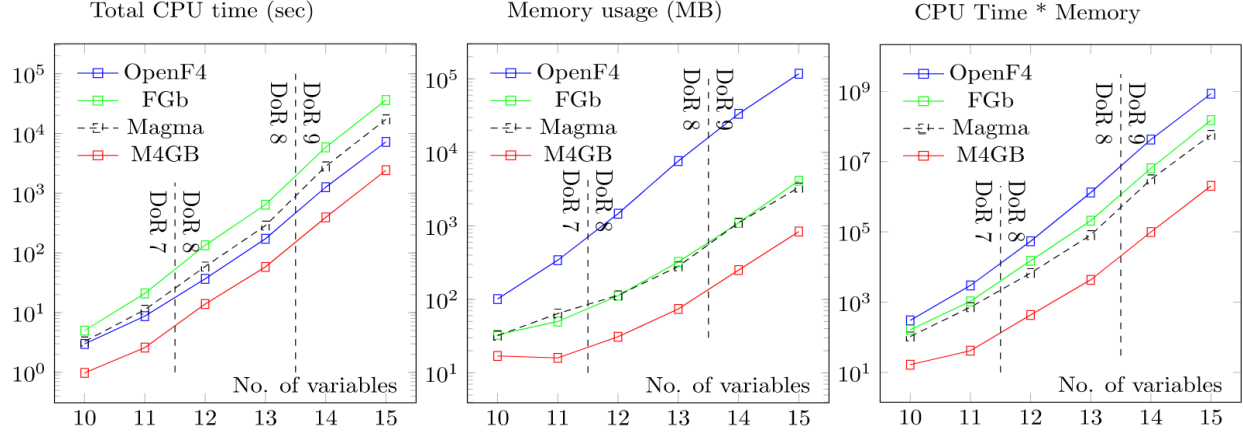 Total CPU time (sec)
10^5
10^4
10^3
10^2
10^1
10^0
OpenF4
FGb
Magma
M4GB
DoR 7
DoR 8
DoR 8
DoR 9
No. of variables
10 11 12 13 14 15
Memory usage (MB)
10^5
10^4
10^3
10^2
10^1
OpenF4
FGb
Magma
M4GB
DoR 7
DoR 8
DoR 8
DoR 9
No. of variables
10 11 12 13 14 15
CPU Time * Memory
10^9
10^7
10^5
10^3
10^1
OpenF4
FGb
Magma
M4GB
DoR 7
DoR 8
DoR 8
DoR 9
No. of variables
10 11 12 13 14 15